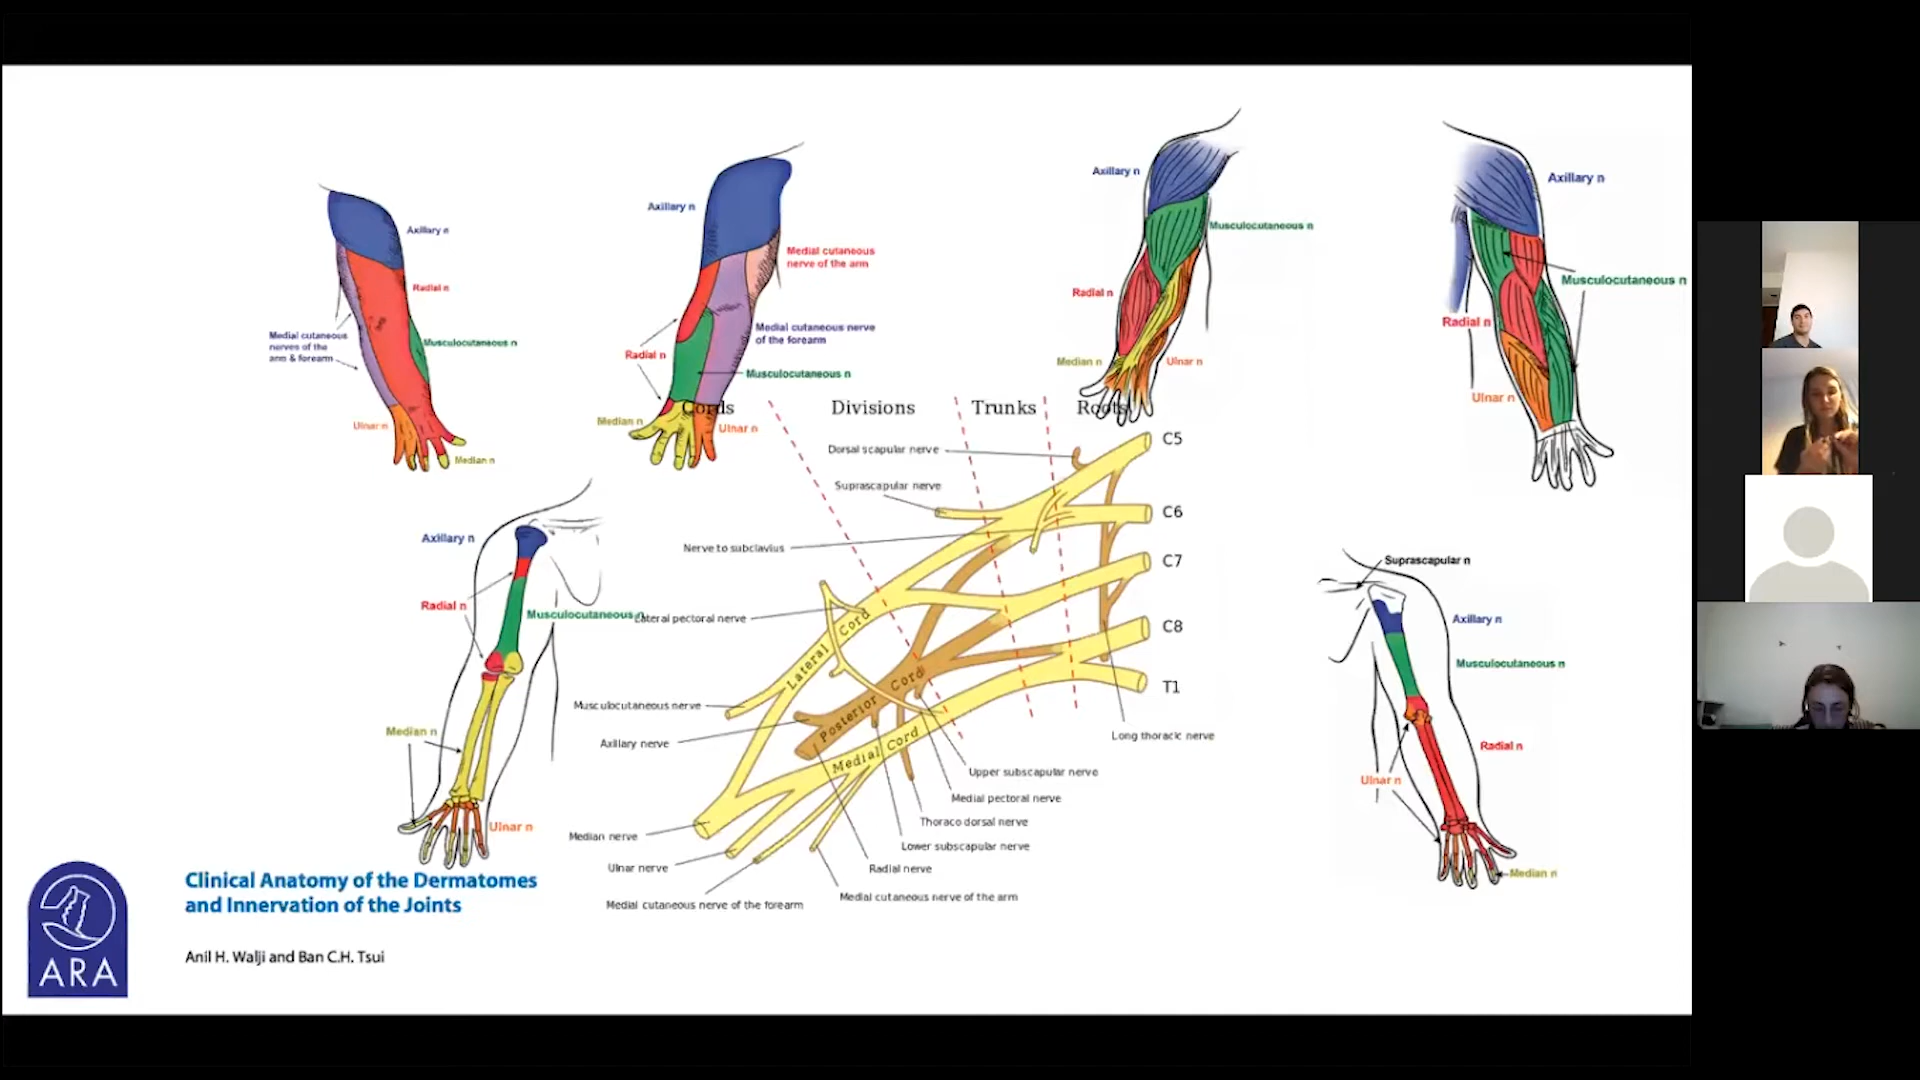 Axillary n
Radial n
Medial cutaneous
nerves of the
arm & forearm
Musculocutaneous n
Ulnar n
Median n
Axillary n
Medial cutaneous
nerve of the arm
Medial cutaneous nerve
of the forearm
Radial n
Musculocutaneous n
Median n
Ulnar n
Axillary n
Musculocutaneous n
Radial n
Median n
Ulnar n
Axillary n
Musculocutaneous n
Radial n
Ulnar n
Cords
Divisions
Trunks
Roots
Dorsal scapular nerve
Suprascapular nerve
Nerve to subclavius
Lateral pectoral nerve
Musculocutaneous nerve
Axillary nerve
Median nerve
Ulnar nerve
Medial cutaneous nerve of the forearm
C5
C6
C7
C8
T1
Lateral Cord
Posterior Cord
Medial Cord
Long thoracic nerve
Upper subscapular nerve
Medial pectoral nerve
Thoraco dorsal nerve
Lower subscapular nerve
Radial nerve
Medial cutaneous nerve of the arm
Axillary n
Radial n
Musculocutaneous n
Median n
Ulnar n
Suprascapular n
Axillary n
Musculocutaneous n
Radial n
Ulnar n
Median n
Clinical Anatomy of the Dermatomes
and Innervation of the Joints
Anil H. Walji and Ban C.H. Tsui
ARA